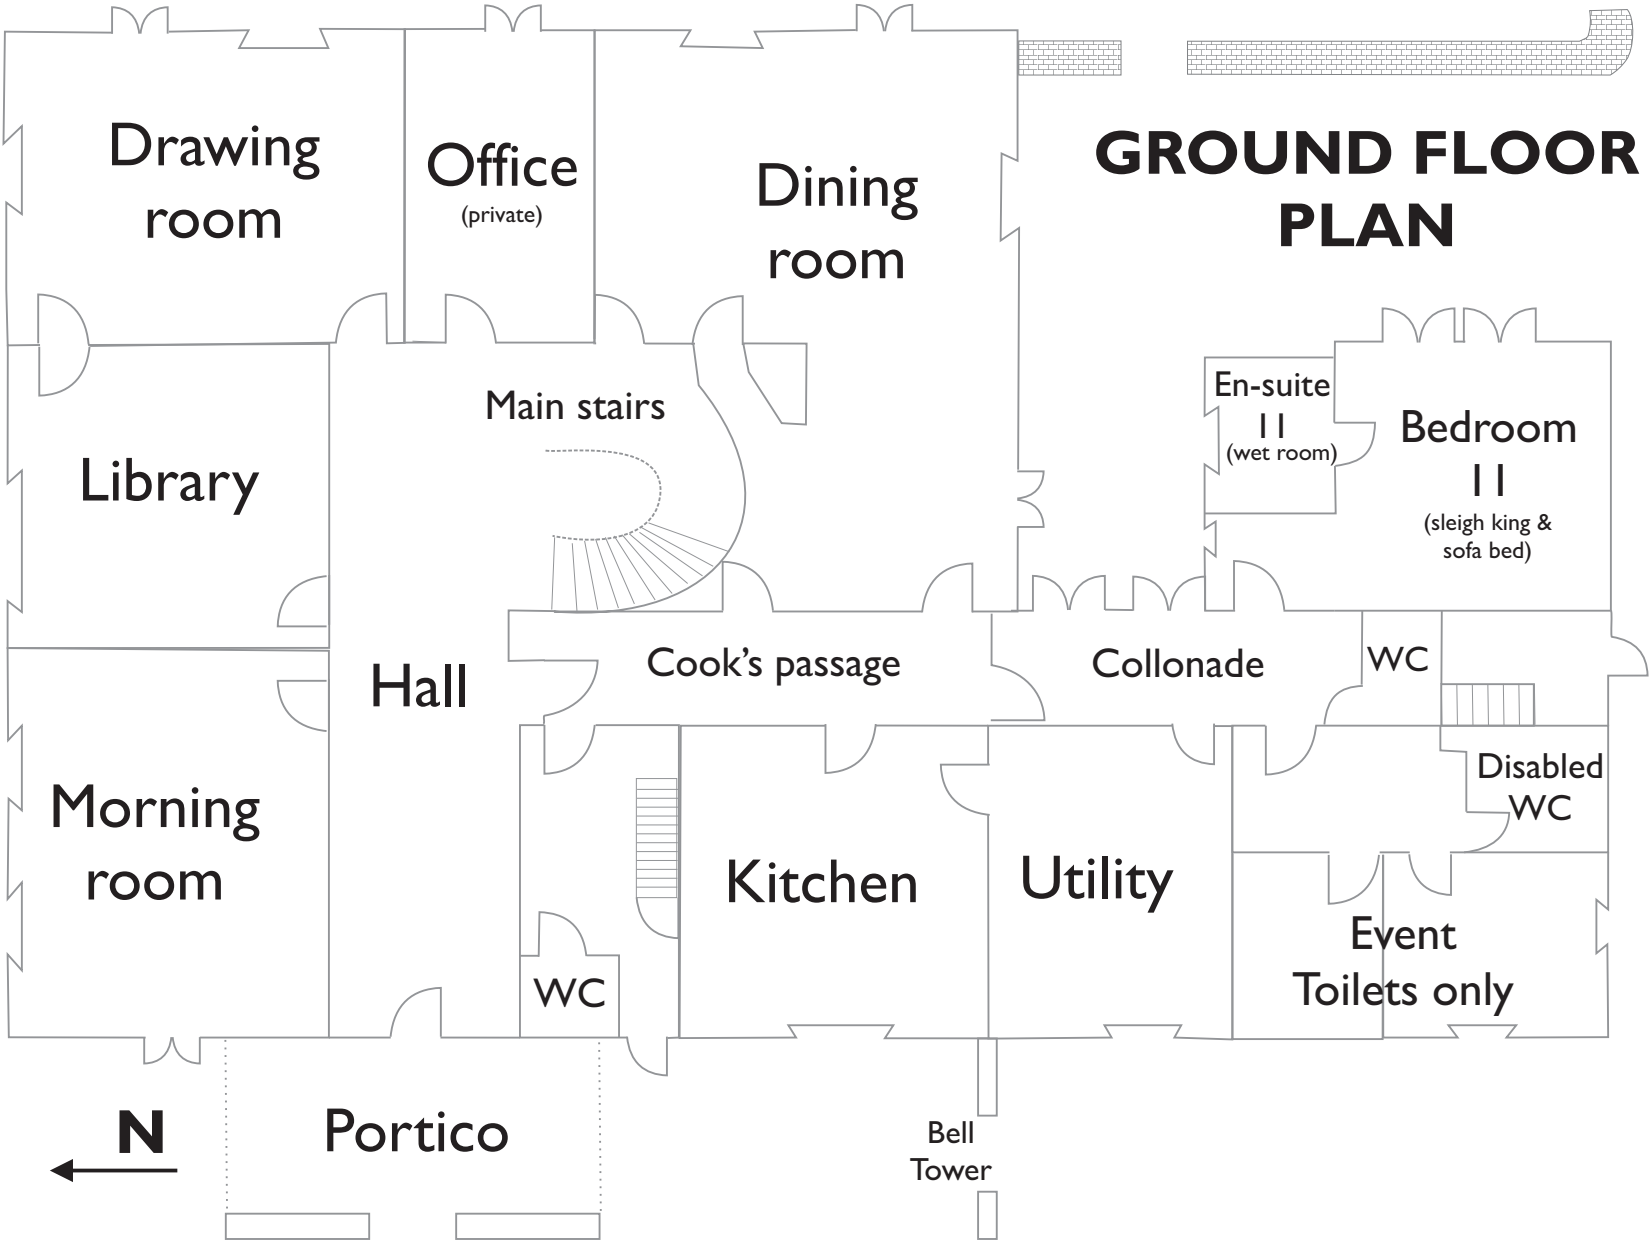 GROUND FLOOR
PLAN
Drawing
room
Office
(private)
Dining
room
En-suite
11
(wet room)
Bedroom
11
(sleigh king &
sofa bed)
Main stairs
Library
Hall
Cook's passage
Collonade
WC
Morning
room
Kitchen
Utility
Disabled
WC
Event
Toilets only
WC
N
Portico
Bell
Tower